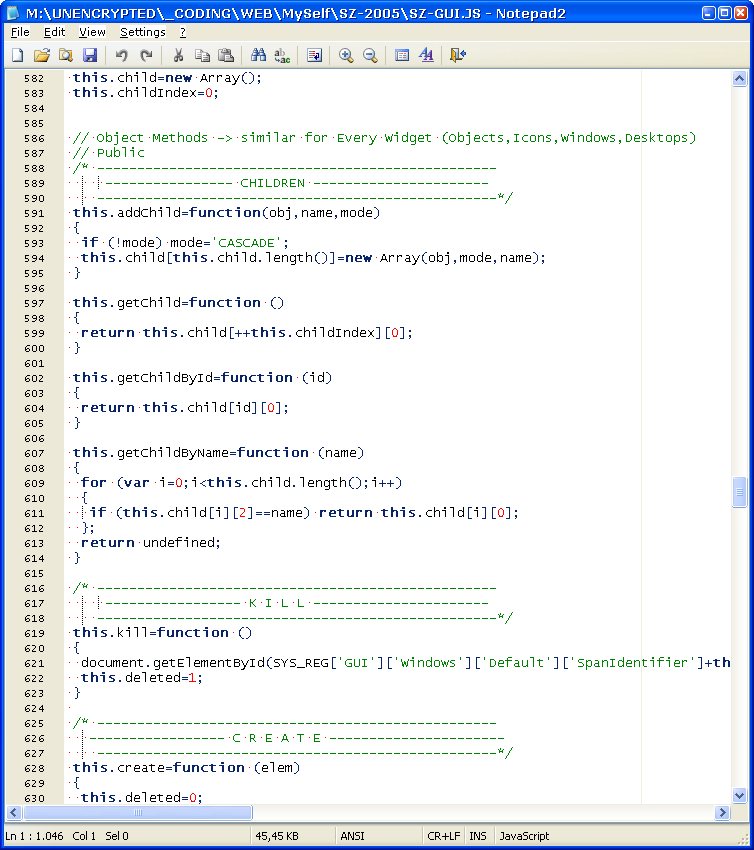 M:\UNENCRYPTED\_CODING\WEB\MySelf\SZ-2005\SZ-GUI.JS - Notepad2
File Edit View Settings ?
582 this.child=new Array();
583 this.childIndex=0;
584
585
586 // Object Methods -> similar for Every Widget (Objects,Icons,Windows,Desktops)
587 // Public
588 /* --------------------------------------------------
589 ---------------- CHILDREN ----------------------
590 --------------------------------------------------*/
591 this.addChild=function(obj,name,mode)
592 {
593 if (!mode) mode='CASCADE';
594 this.child[this.child.length()]=new Array(obj,mode,name);
595 }
596
597 this.getChild=function ()
598 {
599 return this.child[++this.childIndex][0];
600 }
601
602 this.getChildById=function (id)
603 {
604 return this.child[id][0];
605 }
606
607 this.getChildByName=function (name)
608 {
609 for (var i=0;i<this.child.length();i++)
610 {
611 if (this.child[i][2]==name) return this.child[i][0];
612 };
613 return undefined;
614 }
615
616 /* --------------------------------------------------
617 ----------------- K I L L ----------------------
618 --------------------------------------------------*/
619 this.kill=function ()
620 {
621 document.getElementById(SYS_REG['GUI']['Windows']['Default']['SpanIdentifier']+th
622 this.deleted=1;
623 }
624
625 /* --------------------------------------------------
626 ----------------- C R E A T E ----------------------
627 --------------------------------------------------*/
628 this.create=function (elem)
629 {
630 this.deleted=0;
Ln 1 : 1.046 Col 1 Sel 0 45,45 KB ANSI CR+LF INS JavaScript